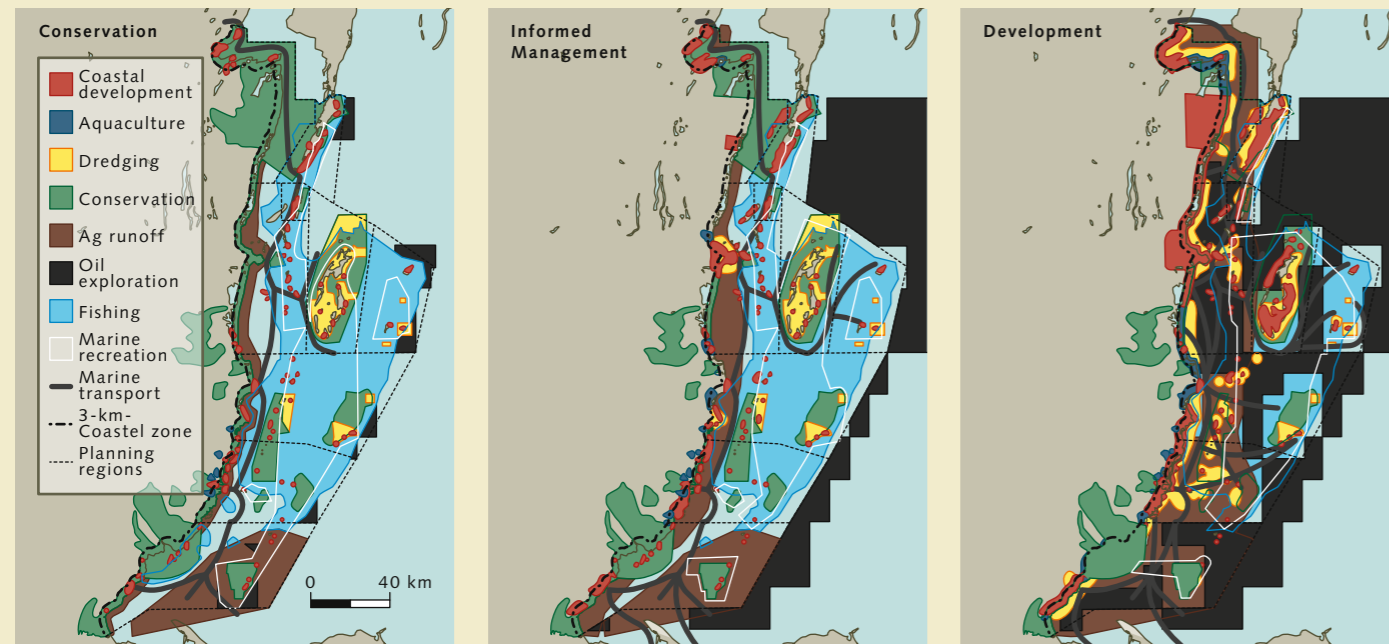 Conservation
Coastal
development
Aquaculture
Dredging
Conservation
Ag runoff
Oil
exploration
Fishing
Marine
recreation
Marine
transport
3-km-
Coastel zone
Planning
regions
0 40 km
Informed
Management
Development